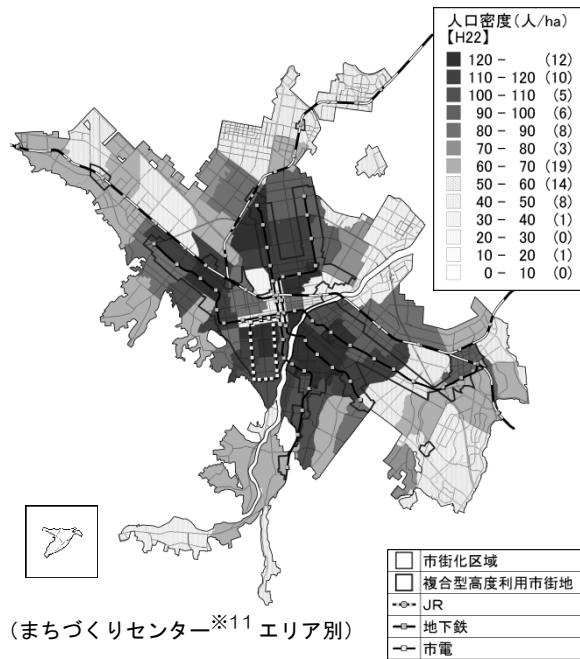 人口密度(人/ha)
【H22】
120 - (12)
110 - 120 (10)
100 - 110 (5)
90 - 100 (6)
80 - 90 (8)
70 - 80 (3)
60 - 70 (19)
50 - 60 (14)
40 - 50 (8)
30 - 40 (1)
20 - 30 (0)
10 - 20 (1)
0 - 10 (0)
市街化区域
複合型高度利用市街地
JR
地下鉄
市電
(まちづくりセンター※11 エリア別)